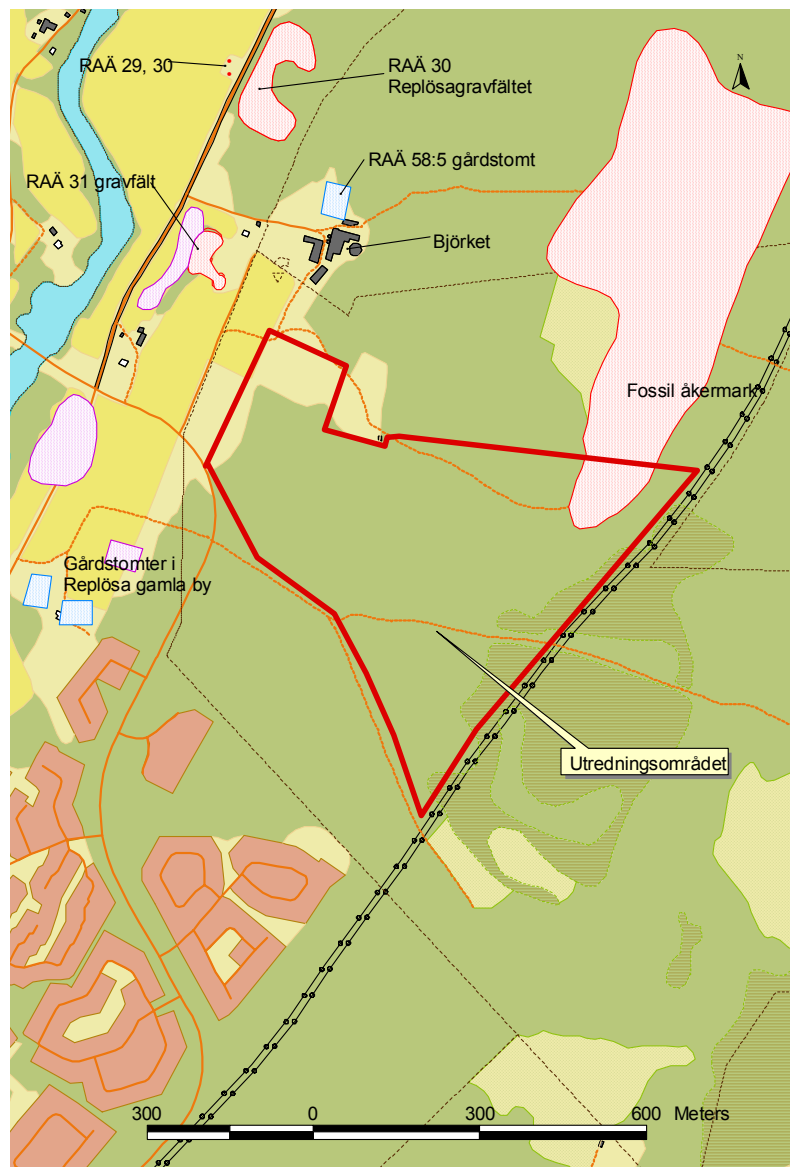 RAÄ 29, 30
RAÄ 30
Replösagravfältet
N
RAÄ 58:5 gårdstomt
RAÄ 31 gravfält
Björket
Fossil åkermark
Gårdstomter i
Replösa gamla by
Utredningsområdet
300 0 300 600 Meters